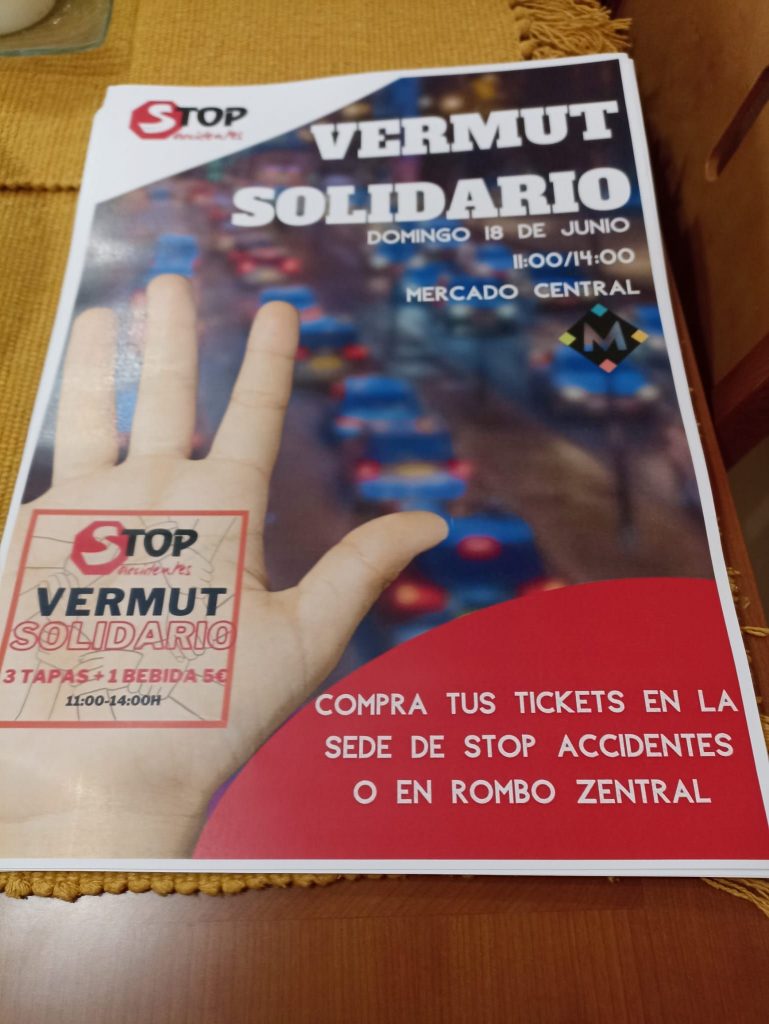 STOP
accidentes
VERMUT
SOLIDARIO
DOMINGO 18 DE JUNIO
11:00/14:00
MERCADO CENTRAL
M
STOP
accidentes
VERMUT
SOLIDARIO
3 TAPAS + 1 BEBIDA 5€
11:00-14:00H
COMPRA TUS TICKETS EN LA
SEDE DE STOP ACCIDENTES
O EN ROMBO ZENTRAL